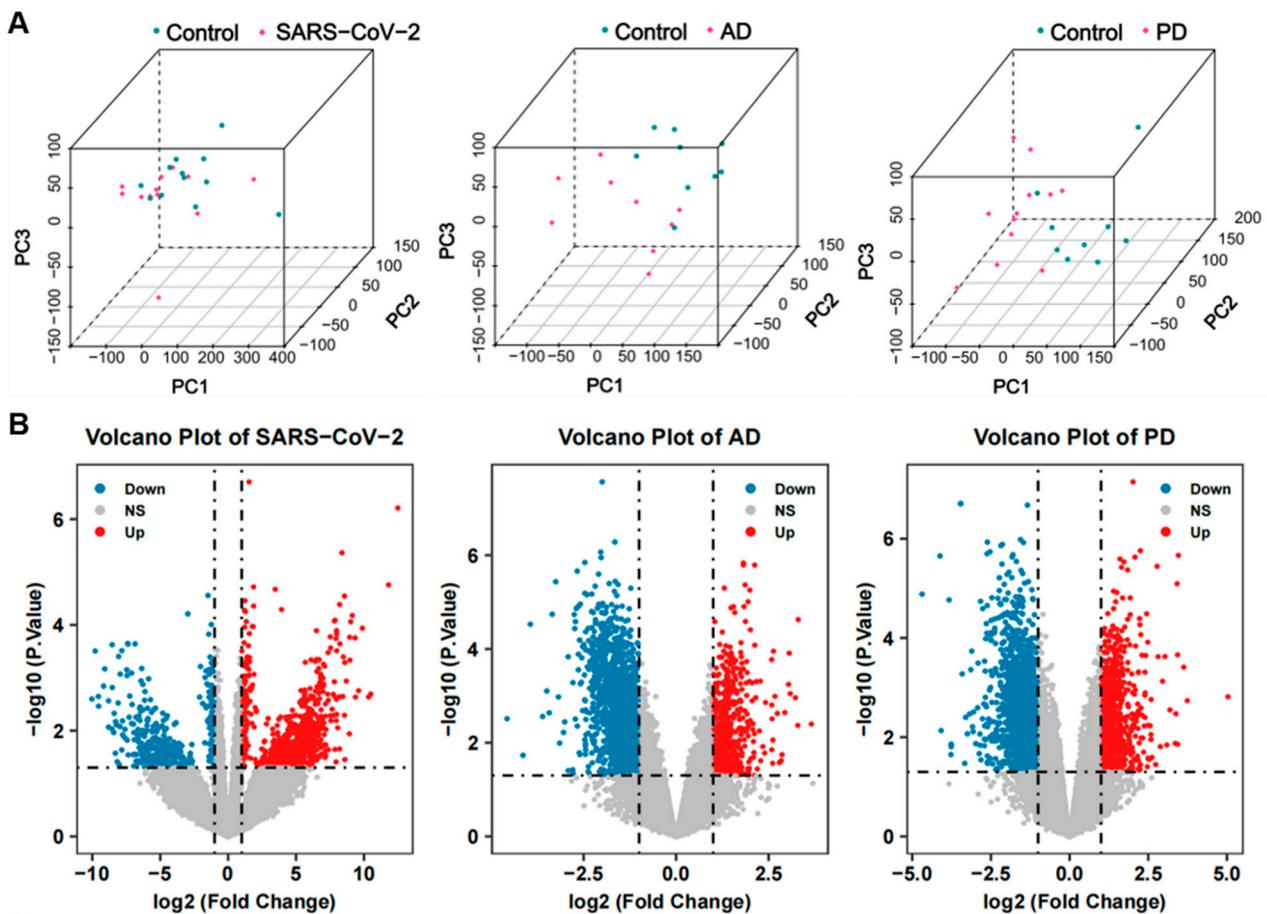 A
Control SARS−CoV−2
Control AD
Control PD
PC3
−150 −100 −50 0 50 100
−100 0 100 200 300 400
PC1
−100 −50 0 50 100 150
PC2
PC3
−150 −100 −50 0 50 100
−100 −50 0 50 100 150
PC1
−100 −50 0 50 100 150
PC2
PC3
−100 −50 0 50 100
−100 −50 0 50 100 150
PC1
−100 −50 0 50 100 150 200
PC2
B
Volcano Plot of SARS−CoV−2
Down
NS
Up
−log10 (P.Value)
6
4
2
0
−10 −5 0 5 10
log2 (Fold Change)
Volcano Plot of AD
Down
NS
Up
−log10 (P.Value)
6
4
2
0
−2.5 0.0 2.5
log2 (Fold Change)
Volcano Plot of PD
Down
NS
Up
−log10 (P.Value)
6
4
2
0
−5.0 −2.5 0.0 2.5 5.0
log2 (Fold Change)